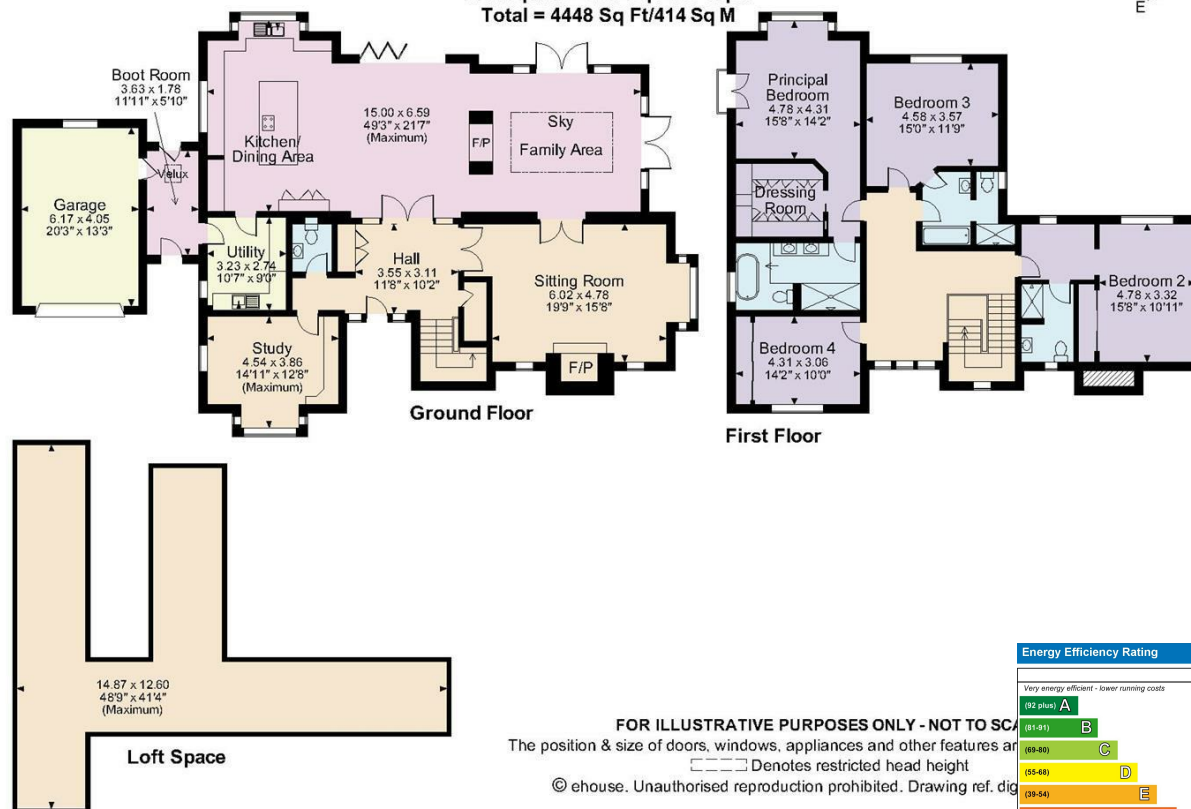 E
Total = 4448 Sq Ft/414 Sq M
Boot Room
3.63 x 1.78
11'11" x 5'10"
Velux
Garage
6.17 x 4.05
20'3" x 13'3"
Kitchen/
Dining Area
15.00 x 6.59
49'3" x 21'7"
(Maximum)
F/P
Sky
Family Area
Utility
3.23 x 2.74
10'7" x 9'0"
Hall
3.55 x 3.11
11'8" x 10'2"
Sitting Room
6.02 x 4.78
19'9" x 15'8"
Study
4.54 x 3.86
14'11" x 12'8"
(Maximum)
F/P
Ground Floor
Principal
Bedroom
4.78 x 4.31
15'8" x 14'2"
Bedroom 3
4.58 x 3.57
15'0" x 11'9"
Dressing
Room
Bedroom 2
4.78 x 3.32
15'8" x 10'11"
Bedroom 4
4.31 x 3.06
14'2" x 10'0"
First Floor
14.87 x 12.60
48'9" x 41'4"
(Maximum)
Loft Space
FOR ILLUSTRATIVE PURPOSES ONLY - NOT TO
The position & size of doors, windows, appliances and other features
Denotes restricted head height
© ehouse. Unauthorised reproduction prohibited. Drawing ref.
Energy Efficiency Rating
Very energy efficient - lower running costs
(92 plus) A
(81-91) B
(69-80) C
(55-68) D
(39-54) E